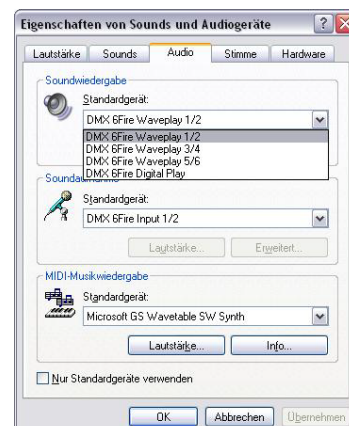 Eigenschaften von Sounds und Audiogeräte
Lautstärke Sounds Audio Stimme Hardware
Soundwiedergabe
Standardgerät:
DMX 6Fire Waveplay 1/2
DMX 6Fire Waveplay 1/2
DMX 6Fire Waveplay 3/4
DMX 6Fire Waveplay 5/6
DMX 6Fire Digital Play
Standardgerät:
DMX 6Fire Input 1/2
Lautstärke... Erweitert...
MIDI-Musikwiedergabe
Standardgerät:
Microsoft GS Wavetable SW Synth
Lautstärke... Info...
Nur Standardgeräte verwenden
OK Abbrechen Übernehmen